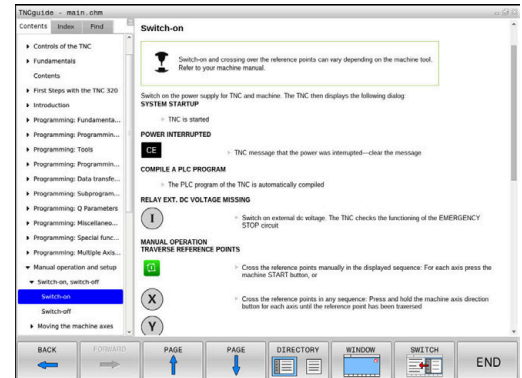 TNCguide - main.chm
Contents Index Find
Controls of the TNC
Fundamentals
Contents
First Steps with the TNC 320
Introduction
Programming: Fundamenta...
Programming: Programmin...
Programming: Tools
Programming: Programmin...
Programming: Data transfe...
Programming: Subprogram...
Programming: Q Parameters
Programming: Miscellaneo...
Programming: Special func...
Programming: Multiple Axis...
Manual operation and setup
Switch-on, switch-off
Switch-on
Switch-off
Moving the machine axes
Switch-on
Switch-on and crossing over the reference points can vary depending on the machine tool.
Refer to your machine manual.
Switch on the power supply for TNC and machine. The TNC then displays the following dialog:
SYSTEM STARTUP
TNC is started
POWER INTERRUPTED
CE
TNC message that the power was interrupted—clear the message
COMPILE A PLC PROGRAM
The PLC program of the TNC is automatically compiled
RELAY EXT. DC VOLTAGE MISSING
I
Switch on external dc voltage. The TNC checks the functioning of the EMERGENCY
STOP circuit
MANUAL OPERATION
TRAVERSE REFERENCE POINTS
Cross the reference points manually in the displayed sequence: For each axis press the
machine START button, or
X
Cross the reference points in any sequence: Press and hold the machine axis direction
button for each axis until the reference point has been traversed
Y
BACK
FORWARD
PAGE
PAGE
DIRECTORY
WINDOW
SWITCH
END